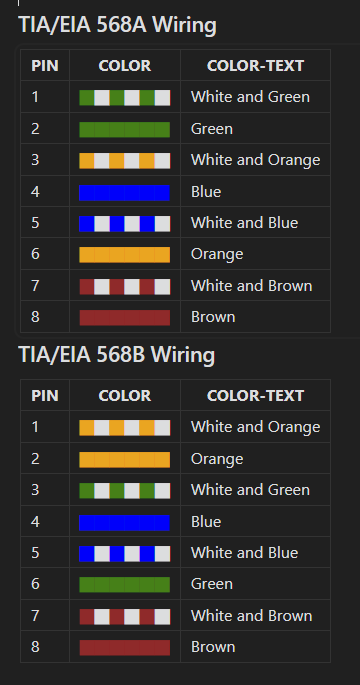 TIA/EIA 568A Wiring
PIN COLOR COLOR-TEXT
1 White and Green
2 Green
3 White and Orange
4 Blue
5 White and Blue
6 Orange
7 White and Brown
8 Brown
TIA/EIA 568B Wiring
PIN COLOR COLOR-TEXT
1 White and Orange
2 Orange
3 White and Green
4 Blue
5 White and Blue
6 Green
7 White and Brown
8 Brown